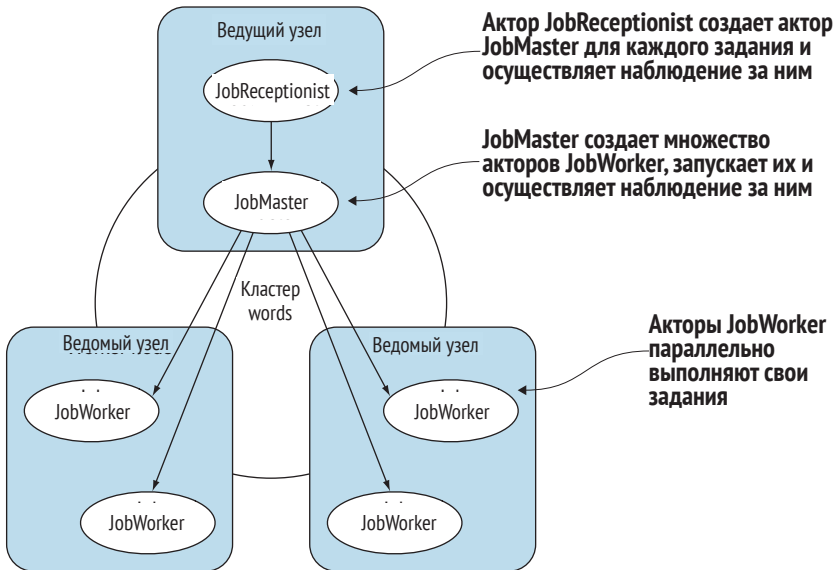 Ведущий узел
JobReceptionist
JobMaster
Актор JobReceptionist создает актор
JobMaster для каждого задания и
осуществляет наблюдение за ним
JobMaster создает множество
акторов JobWorker, запускает их и
осуществляет наблюдение за ним
Кластер
words
Ведомый узел
JobWorker
JobWorker
Ведомый узел
JobWorker
JobWorker
Акторы JobWorker
параллельно
выполняют свои
задания